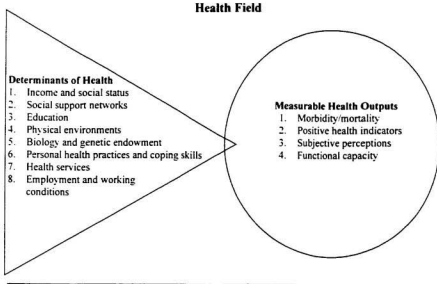 Health Field
Determinants of Health
1. Income and social status
2. Social support networks
3. Education
4. Physical environments
5. Biology and genetic endowment
6. Personal health practices and coping skills
7. Health services
8. Employment and working
conditions
Measurable Health Outputs
1. Morbidity/mortality
2. Positive health indicators
3. Subjective perceptions
4. Functional capacity